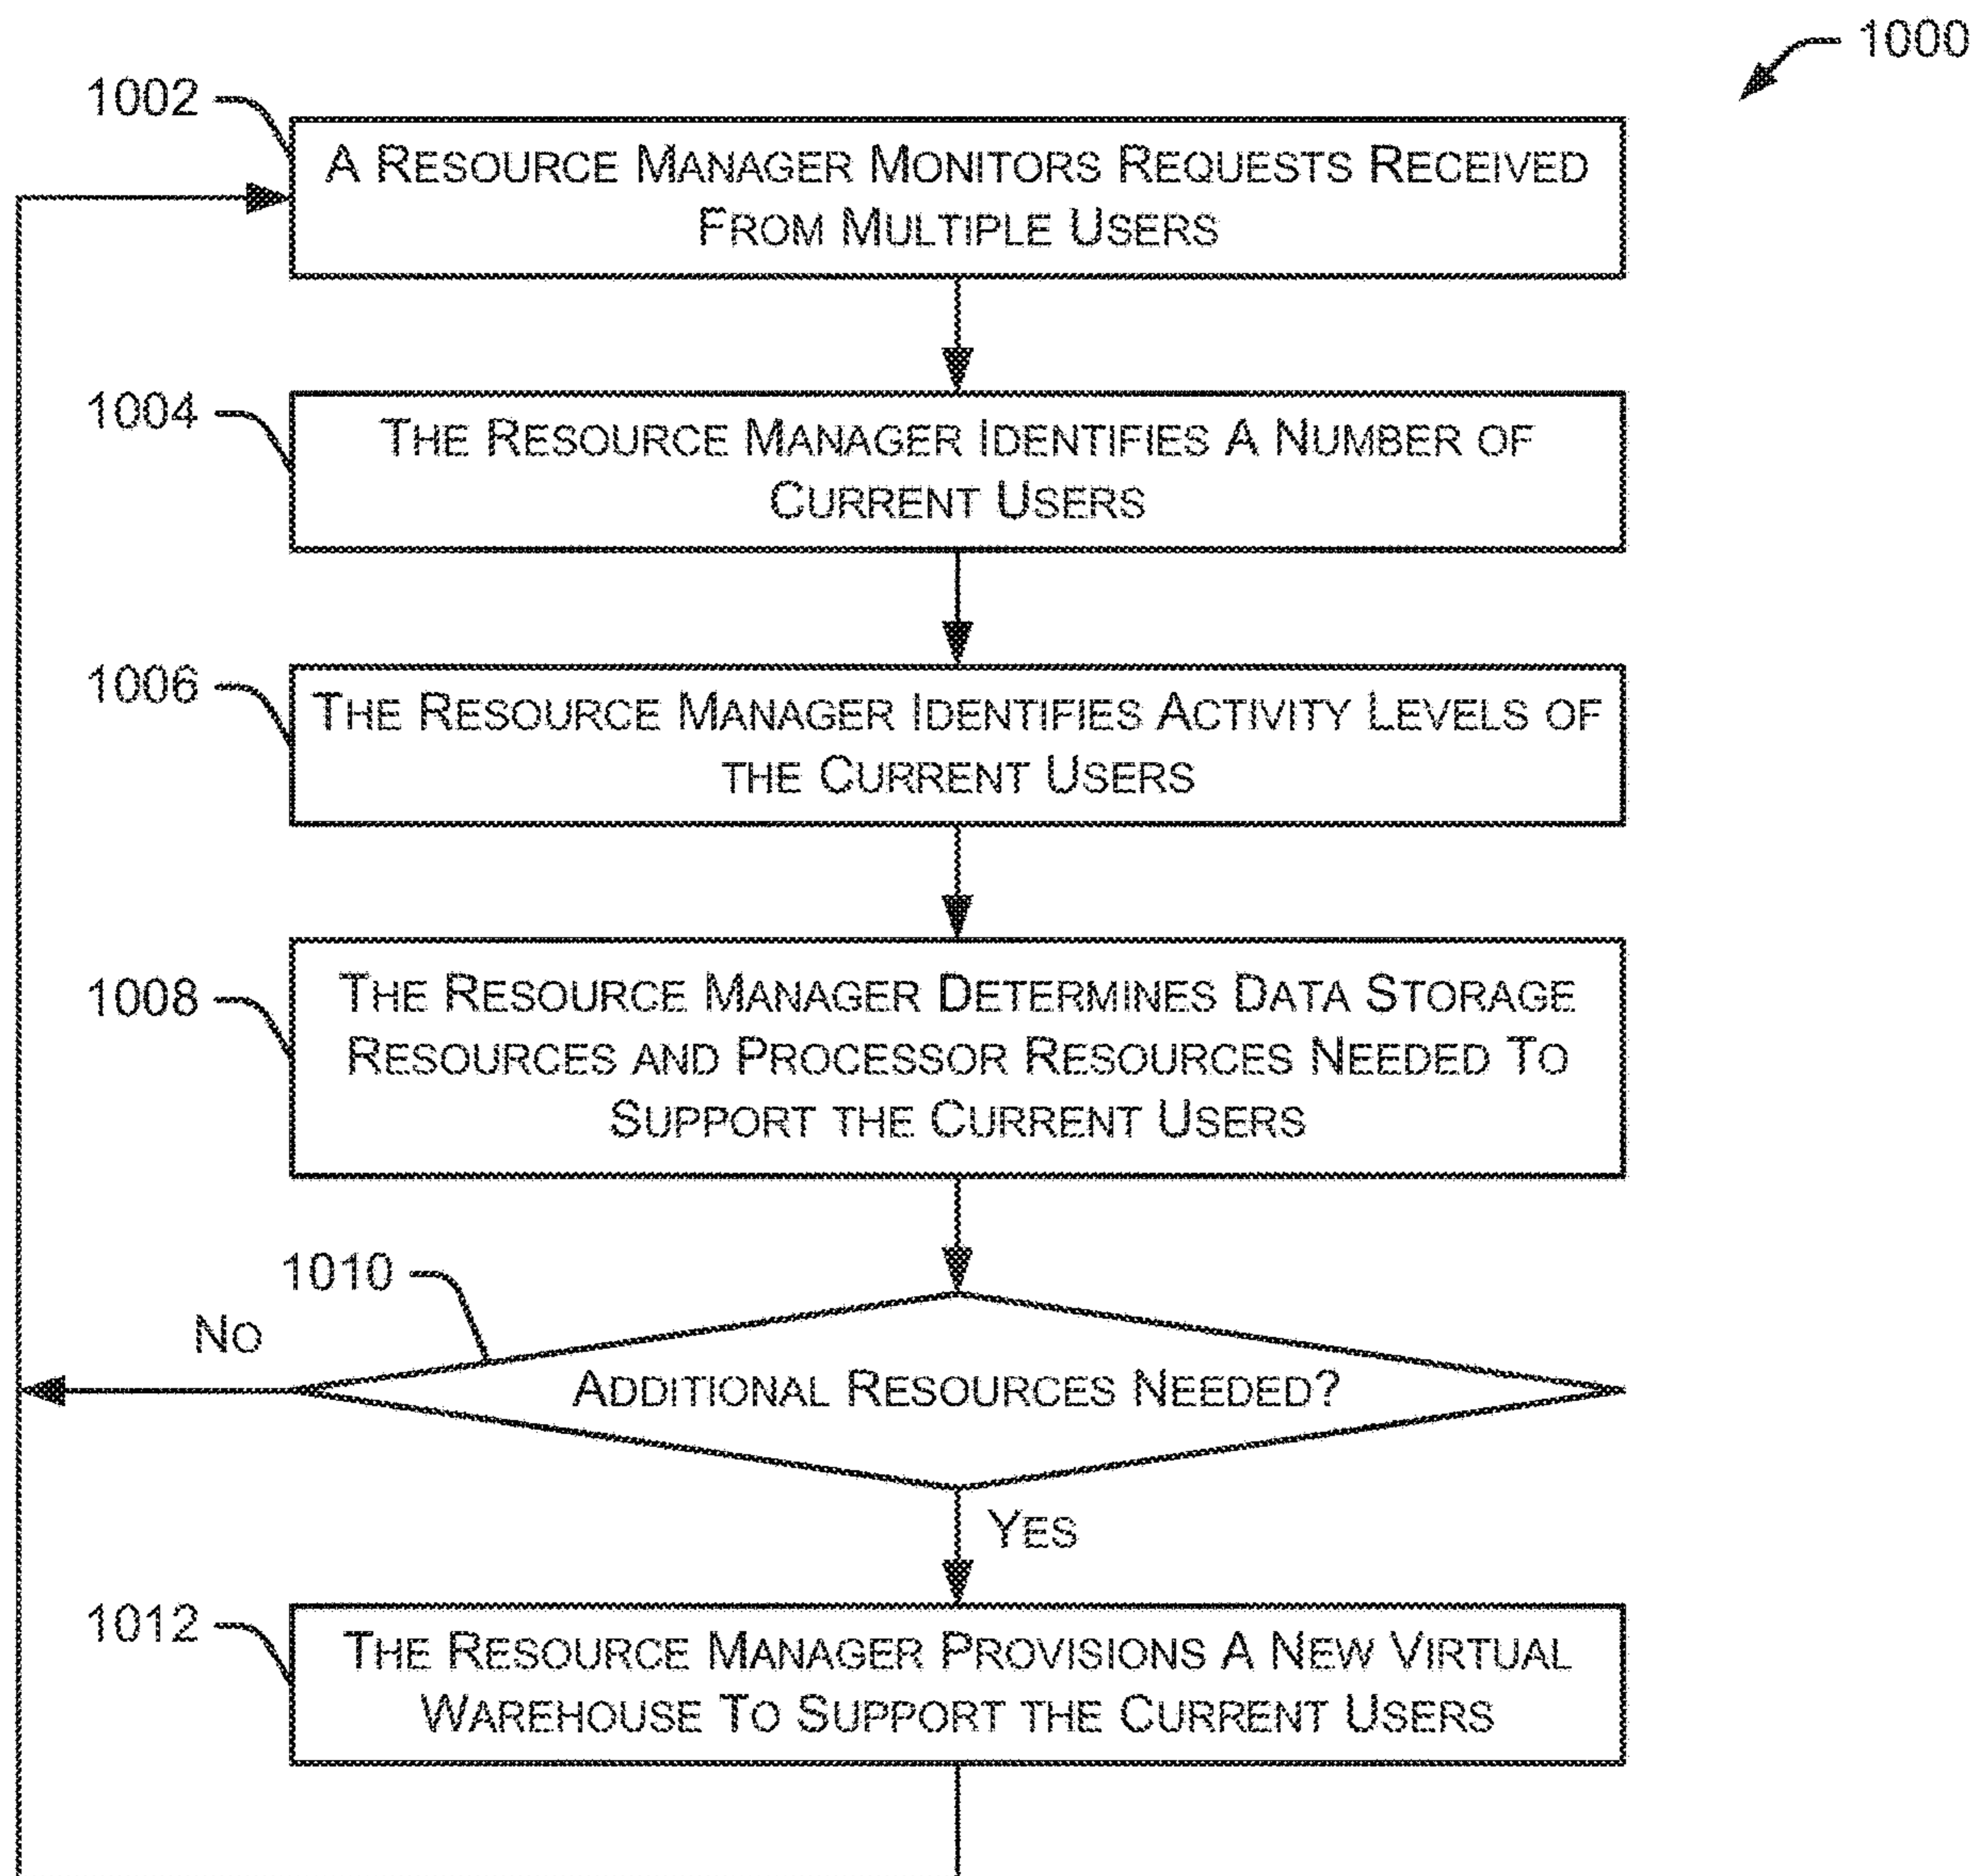 1000
1002
A RESOURCE MANAGER MONITORS REQUESTS RECEIVED
FROM MULTIPLE USERS
1004
THE RESOURCE MANAGER IDENTIFIES A NUMBER OF
CURRENT USERS
1006
THE RESOURCE MANAGER IDENTIFIES ACTIVITY LEVELS OF
THE CURRENT USERS
1008
THE RESOURCE MANAGER DETERMINES DATA STORAGE
RESOURCES AND PROCESSOR RESOURCES NEEDED TO
SUPPORT THE CURRENT USERS
1010
NO
ADDITIONAL RESOURCES NEEDED?
YES
1012
THE RESOURCE MANAGER PROVISIONS A NEW VIRTUAL
WAREHOUSE TO SUPPORT THE CURRENT USERS